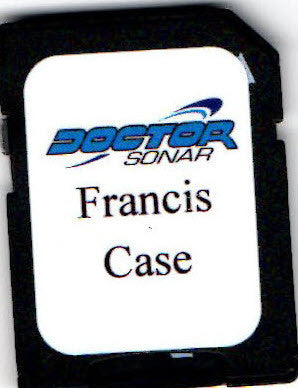 DOCTOR
SONAR
Francis
Case